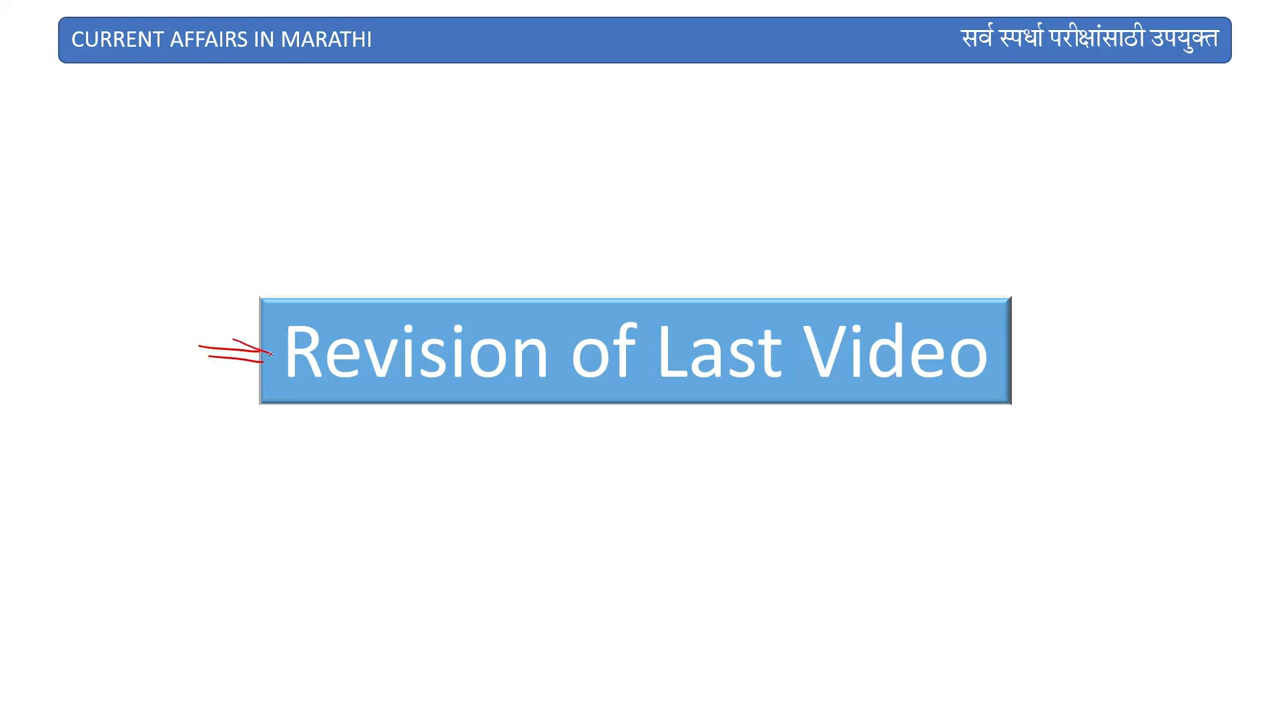 CURRENT AFFAIRS IN MARATHI
सर्व स्पर्धा परीक्षांसाठी उपयुक्त
Revision of Last Video